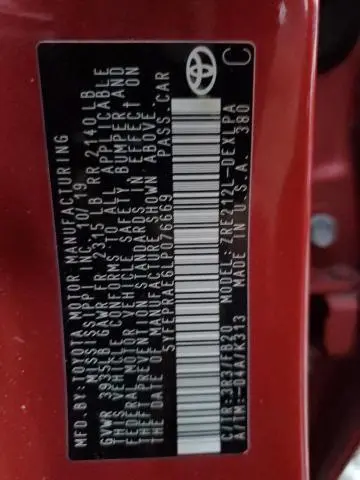 MFD.BY:TOYOTA MOTOR MANUFACTURING
MISSISSIPPI INC. 10/19
GVWR 3935LB GAWR FR 2315LB RR 2140LB
THIS VEHICLE CONFORMS TO ALL APPLICABLE
FEDERAL MOTOR VEHICLE SAFETY, BUMPER, AND
THEFT PREVENTION STANDARDS IN EFFECT ON
THE DATE OF MANUFACTURE SHOWN ABOVE.
5YFEPRAE6LP076669 PASS.CAR
C/TR:3R3/FB20 MODEL:ZRE212L-DEXLPA
A/TM:-04A/K313 MADE IN U.S.A. 380
C